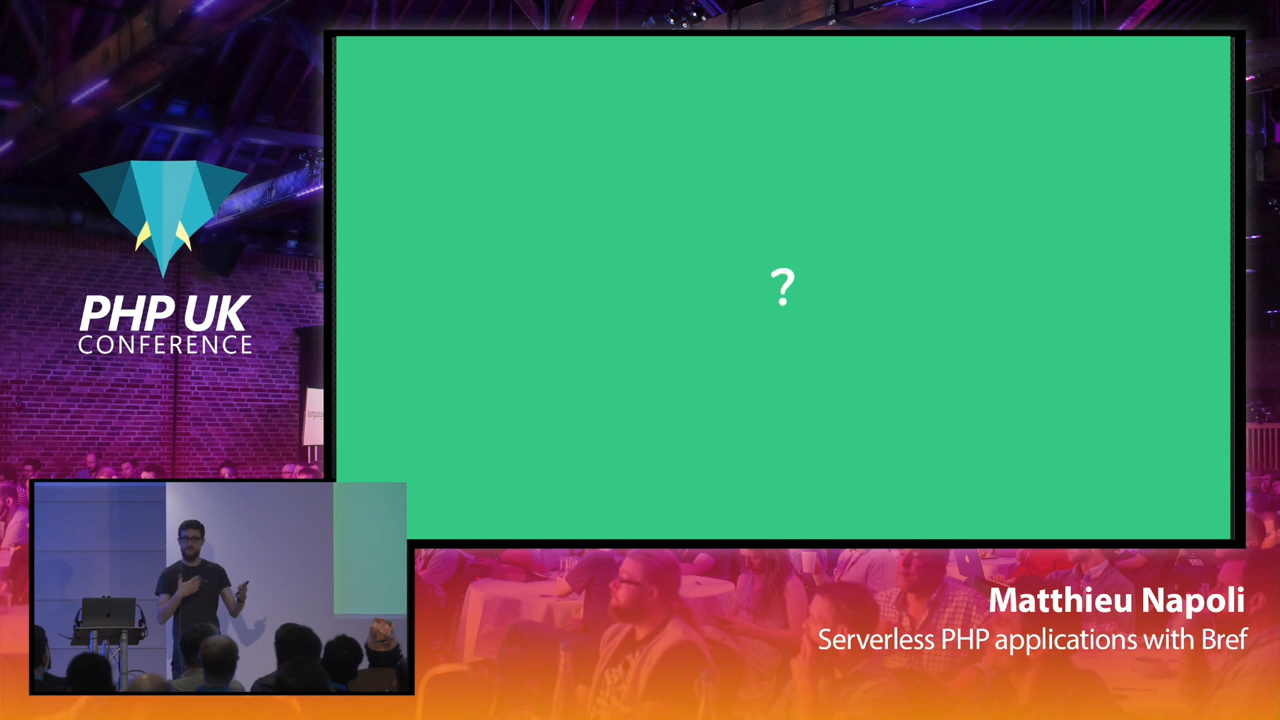 ?
PHP UK
CONFERENCE
Matthieu Napoli
Serverless PHP applications with Bref